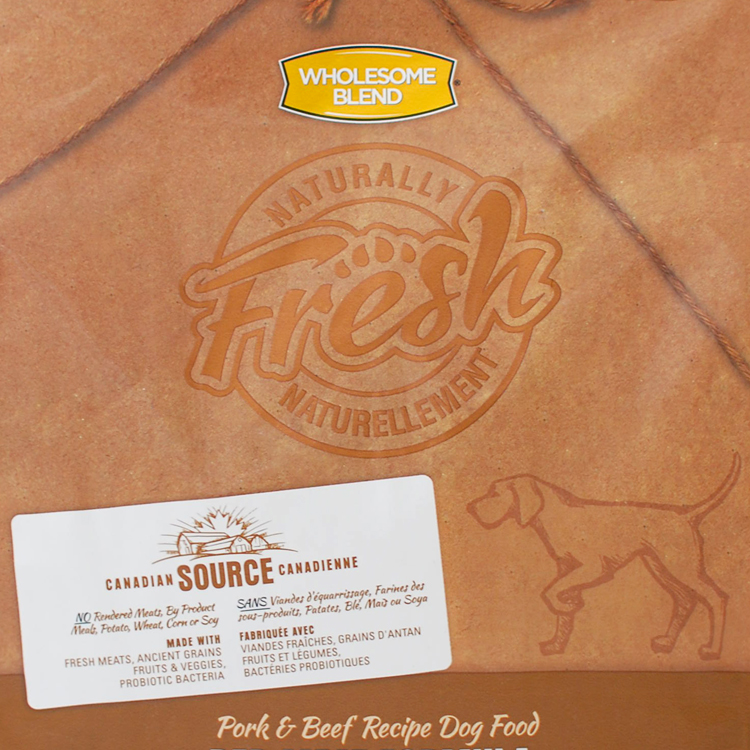 WHOLESOME
BLEND
NATURALLY
Fresh
NATURELLEMENT
CANADIAN SOURCE CANADIENNE
NO Rendered Meats, By Product
Meals, Potato, Wheat, Corn or Soy
SANS Viandes d'équarrissage, Farines des
sous-produits, Patates, Blé, Maïs ou Soya
MADE WITH
FRESH MEATS, ANCIENT GRAINS
FRUITS & VEGGIES,
PROBIOTIC BACTERIA
FABRIQUÉE AVEC
VIANDES FRAÎCHES, GRAINS D'ANTAN
FRUITS ET LÉGUMES,
BACTÉRIES PROBIOTIQUES
Pork & Beef Recipe Dog Food